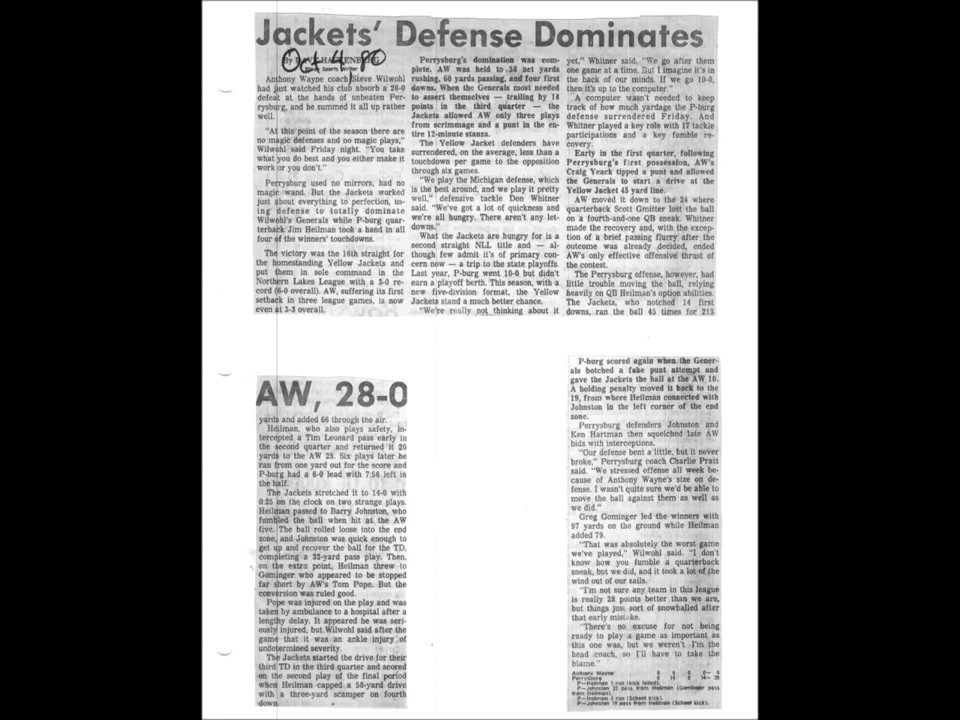 Jackets' Defense Dominates
Oct 4, 80
By DAVE HACKENBERG
Sports Writer
Anthony Wayne coach Steve Wilwohl
had just watched his club absorb a 28-0
defeat at the hands of unbeaten Per-
rysburg, and he summed it all up rather
well.
"At this point of the season there are
no magic defenses and no magic plays,"
Wilwohl said Friday night. "You take
what you do best and you either make it
work or you don't."
Perrysburg used no mirrors, had no
magic wand. But the Jackets worked
just about everything to perfection, us-
ing defense to totally dominate
Wilwohl's Generals while P-burg quar-
terback Jim Heilman took a hand in all
four of the winners' touchdowns.
The victory was the 16th straight for
the homestanding Yellow Jackets and
put them in sole command in the
Northern Lakes League with a 3-0 re-
cord (6-0 overall). AW, suffering its first
setback in three league games, is now
even at 3-3 overall.
Perrysburg's domination was com-
plete. AW was held to 38 net yards
rushing, 60 yards passing, and four first
downs. When the Generals most needed
to assert themselves — trailing by 14
points in the third quarter — the
Jackets allowed AW only three plays
from scrimmage and a punt in the en-
tire 12-minute stanza.
The Yellow Jacket defenders have
surrendered, on the average, less than a
touchdown per game to the opposition
through six games.
"We play the Michigan defense, which
is the best around, and we play it pretty
well," defensive tackle Don Whitner
said. "We've got a lot of quickness and
we're all hungry. There aren't any let-
downs."
What the Jackets are hungry for is a
second straight NLL title and — al-
though few admit it's of primary con-
cern now — a trip to the state playoffs.
Last year, P-burg went 10-0 but didn't
earn a playoff berth. This season, with a
new five-division format, the Yellow
Jackets stand a much better chance.
"We're really not thinking about it
yet," Whitner said. "We go after them
one game at a time. But I imagine it's in
the back of our minds. If we go 10-0,
then it's up to the computer."
A computer wasn't needed to keep
track of how much yardage the P-burg
defense surrendered Friday. And
Whitner played a key role with 17 tackle
participations and a key fumble re-
covery.
Early in the first quarter, following
Perrysburg's first possession, AW's
Craig Yeack tipped a punt and allowed
the Generals to start a drive at the
Yellow Jacket 45 yard line.
AW moved it down to the 24 where
quarterback Scott Gmitter lost the ball
on a fourth-and-one QB sneak. Whitner
made the recovery and, with the excep-
tion of a brief passing flurry after the
outcome was already decided, ended
AW's only effective offensive thrust of
the contest.
The Perrysburg offense, however, had
little trouble moving the ball, relying
heavily on QB Heilman's option abilities.
The Jackets, who notched 14 first
downs, ran the ball 45 times for 213
AW, 28-0
yards and added 66 through the air.
Heilman, who also plays safety, in-
tercepted a Tim Leonard pass early in
the second quarter and returned it 20
yards to the AW 25. Six plays later he
ran from one yard out for the score and
P-burg had a 6-0 lead with 7:56 left in
the half.
The Jackets stretched it to 14-0 with
0:25 on the clock on two strange plays.
Heilman passed to Barry Johnston, who
fumbled the ball when hit at the AW
five. The ball rolled loose into the end
zone, and Johnston was quick enough to
get up and recover the ball for the TD,
completing a 32-yard pass play. Then,
on the extra point, Heilman threw to
Gominger who appeared to be stopped
far short by AW's Tom Pope. But the
conversion was ruled good.
Pope was injured on the play and was
taken by ambulance to a hospital after a
lengthy delay. It appeared he was seri-
ously injured, but Wilwohl said after the
game that it was an ankle injury of
undetermined severity.
The Jackets started the drive for their
third TD in the third quarter and scored
on the second play of the final period
when Heilman capped a 58-yard drive
with a three-yard scamper on fourth
down.
P-burg scored again when the Gener-
als botched a fake punt attempt and
gave the Jackets the ball at the AW 10.
A holding penalty moved it back to the
19, from where Heilman connected with
Johnston in the left corner of the end
zone.
Perrysburg defenders Johnston and
Ken Hartman then squelched late AW
bids with interceptions.
"Our defense bent a little, but it never
broke," Perrysburg coach Charlie Pratt
said. "We stressed offense all week be-
cause of Anthony Wayne's size on de-
fense. I wasn't quite sure we'd be able to
move the ball against them as well as
we did."
Greg Gominger led the winners with
97 yards on the ground while Heilman
added 79.
"That was absolutely the worst game
we've played," Wilwohl said. "I don't
know how you fumble a quarterback
sneak, but we did, and it took a lot of the
wind out of our sails.
"I'm not sure any team in this league
is really 28 points better than we are,
but things just sort of snowballed after
that early mistake.
"There's no excuse for not being
ready to play a game as important as
this one was, but we weren't. I'm the
head coach, so I'll have to take the
blame."
Anthony Wayne 0 0 0 0— 0
Perrysburg 0 14 0 14— 28
P—Heilman 1 run (kick failed).
P—Johnston 32 pass from Heilman (Gominger pass
from Heilman).
P—Heilman 3 run (School kick).
P—Johnston 19 pass from Heilman (School kick).